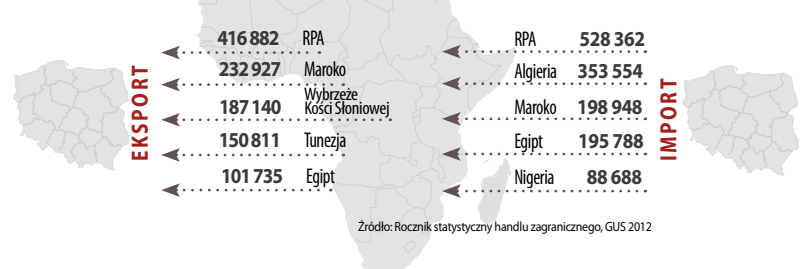 EKSPORT
416 882 RPA
232 927 Maroko
187 140 Wybrzeże
Kości Słoniowej
150 811 Tunezja
101 735 Egipt
RPA 528 362
Algieria 353 554
Maroko 198 948
Egipt 195 788
Nigeria 88 688
IMPORT
Źródło: Rocznik statystyczny handlu zagranicznego, GUS 2012